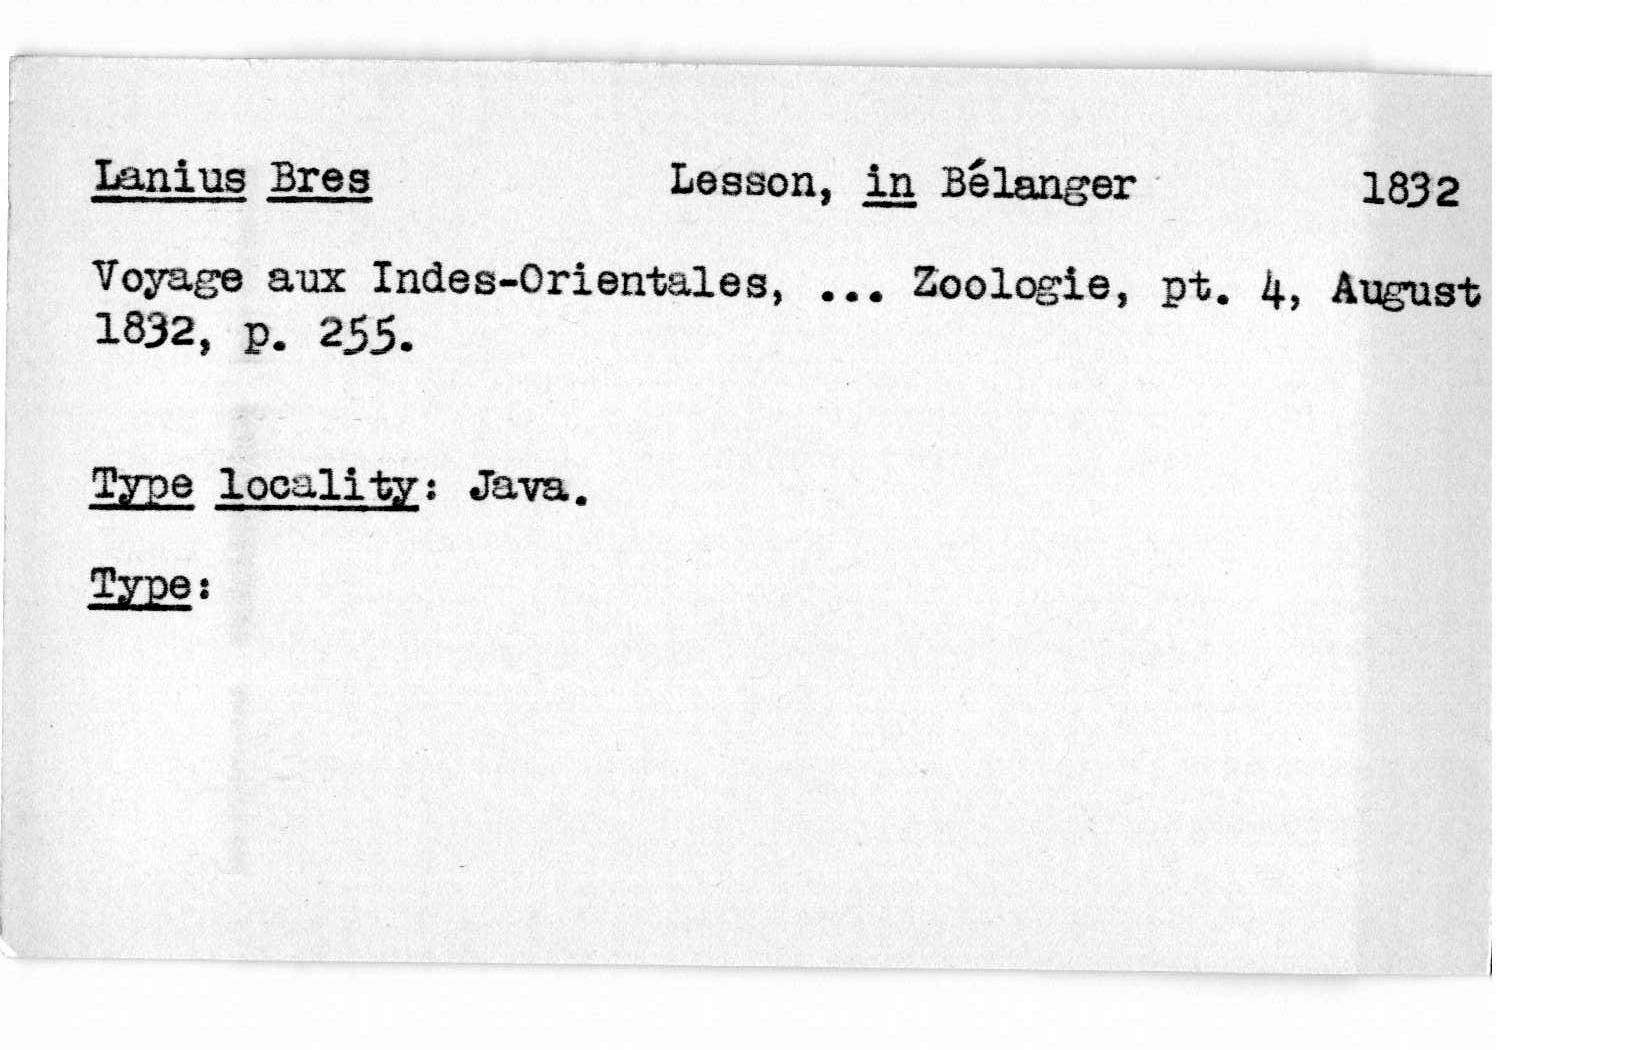 Lanius Bres Lesson, in Bélanger 1832
Voyage aux Indes-Orientales, ... Zoologie, pt. 4, August
1832, p. 255.
Type locality: Java.
Type: